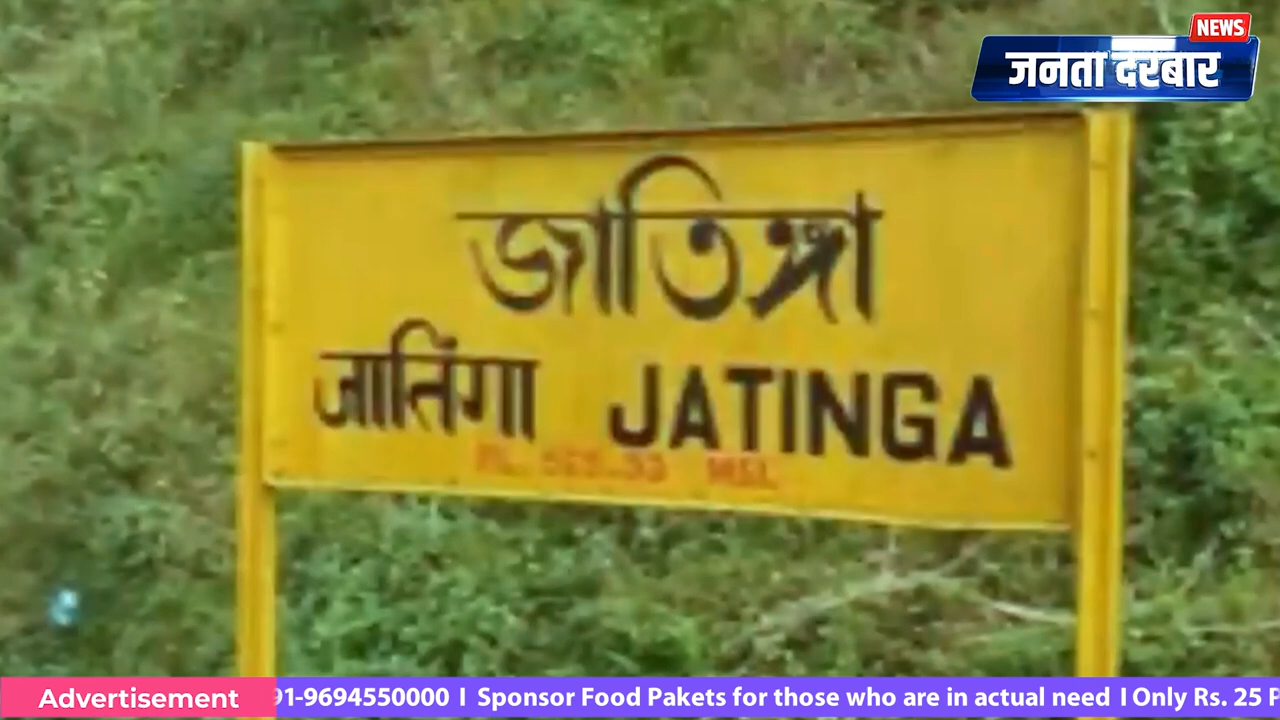 NEWS
जनता दरबार
জাতিঙ্গা
जातिंगा JATINGA
MSL
Advertisement 91-9694550000 I Sponsor Food Pakets for those who are in actual need I Only Rs. 25 P